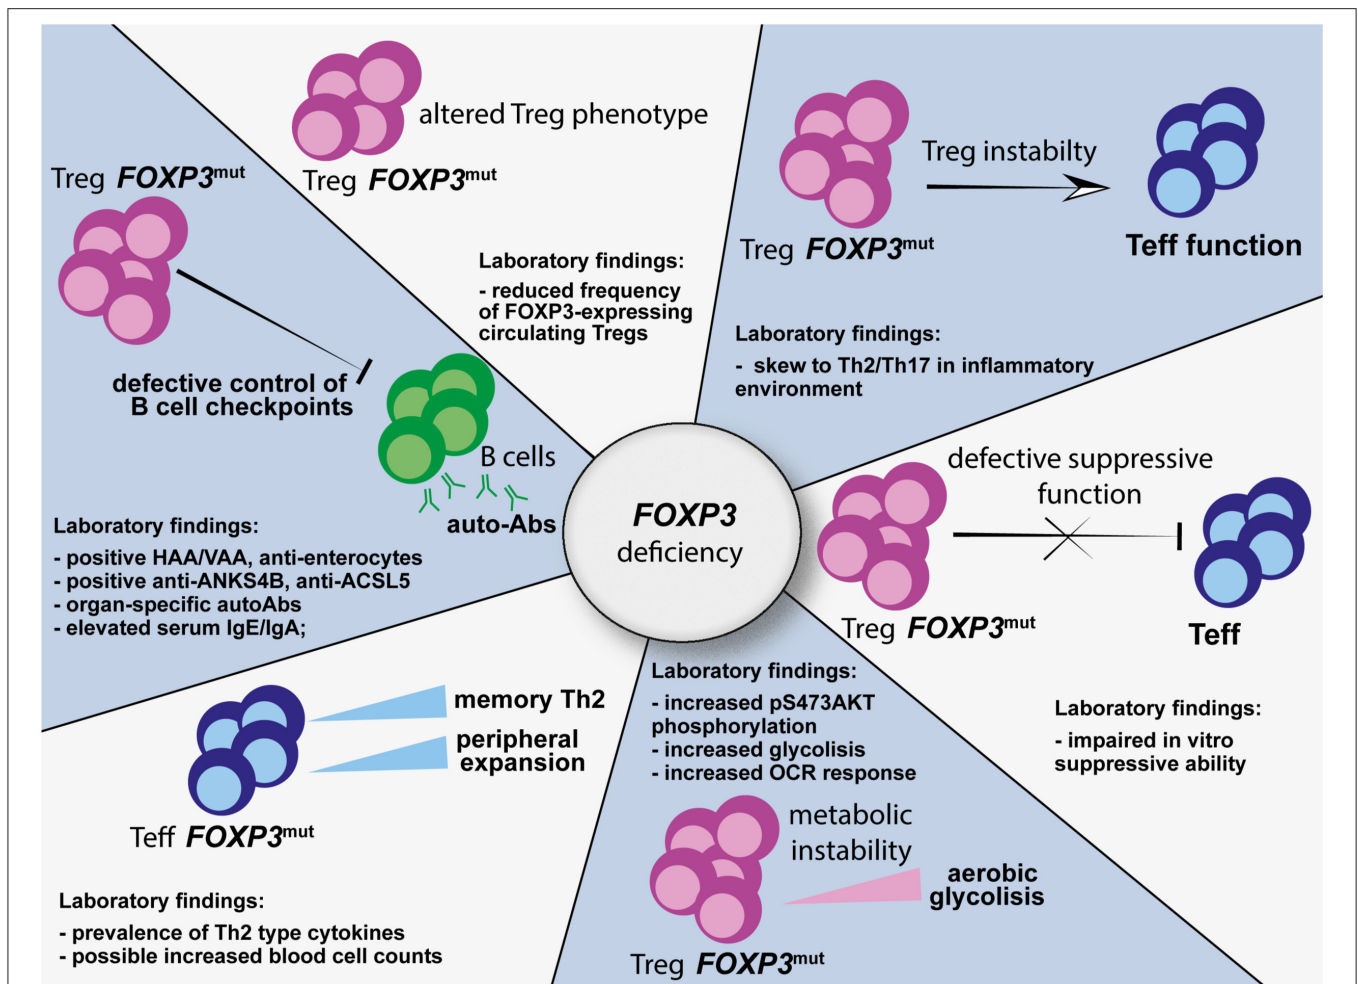 altered Treg phenotype
Treg FOXP3mut
Laboratory findings:
- reduced frequency
of FOXP3-expressing
circulating Tregs
Treg instabilty
Treg FOXP3mut
Teff function
Laboratory findings:
- skew to Th2/Th17 in inflammatory
environment
Treg FOXP3mut
defective control of
B cell checkpoints
B cells
auto-Abs
Laboratory findings:
- positive HAA/VAA, anti-enterocytes
- positive anti-ANKS4B, anti-ACSL5
- organ-specific autoAbs
- elevated serum IgE/IgA;
FOXP3
deficiency
defective suppressive
function
Treg FOXP3mut
Teff
Laboratory findings:
- impaired in vitro
suppressive ability
memory Th2
peripheral
expansion
Teff FOXP3mut
Laboratory findings:
- prevalence of Th2 type cytokines
- possible increased blood cell counts
Laboratory findings:
- increased pS473AKT
phosphorylation
- increased glycolisis
- increased OCR response
metabolic
instability
aerobic
glycolisis
Treg FOXP3mut